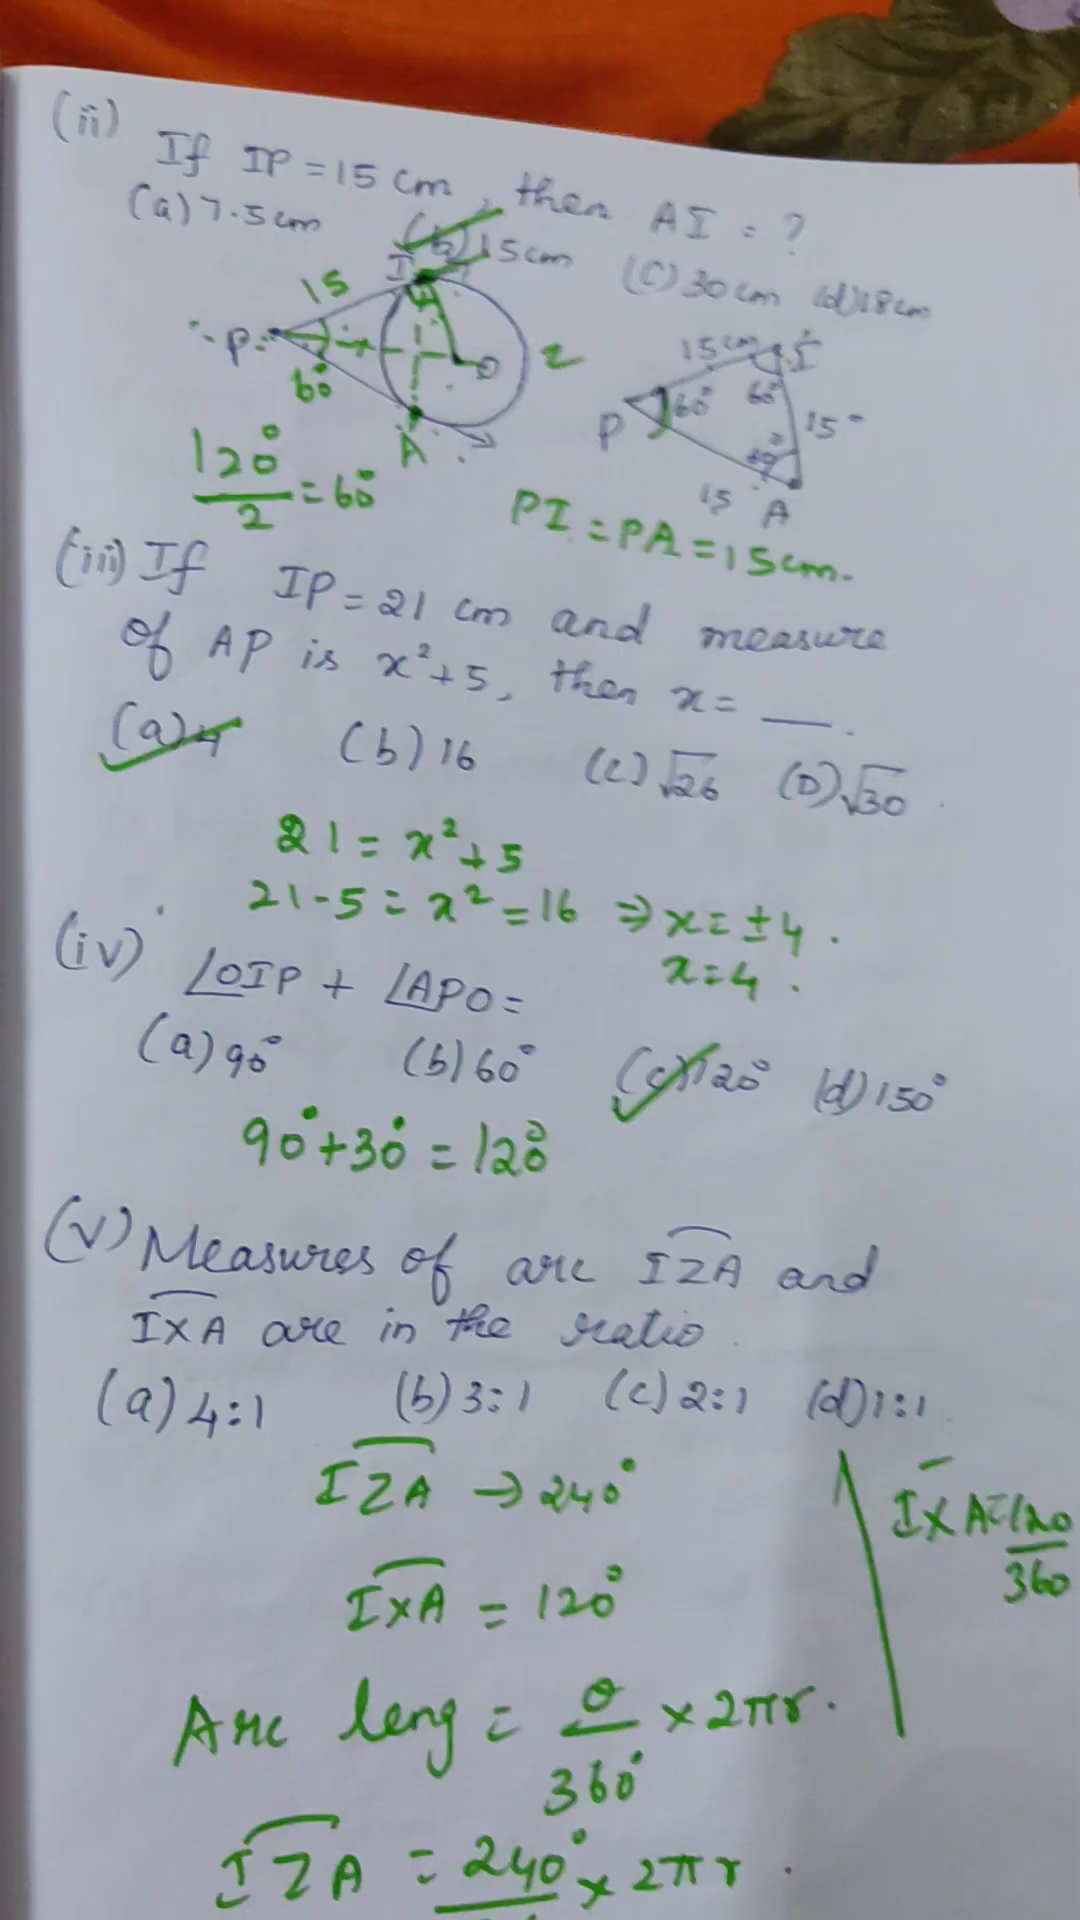 (ii)
If IP = 15 cm, then AI = ?
(a) 7.5 cm (b) 15 cm (c) 30 cm (d) 18 cm
I
15
P
60°
O
Z
A
15 cm I
P 60° 60°
15
60°
15 A
120°/2 = 60°
PI = PA = 15 cm.
(iii) If IP = 21 cm and measure
of AP is x² + 5, then x = __.
(a) 4 (b) 16 (c) √26 (D) √30
21 = x² + 5
21 - 5 = x² = 16 ⇒ x = ± 4.
x = 4.
(iv) ∠OIP + ∠APO =
(a) 90° (b) 60° (c) 120° (d) 150°
90° + 30° = 120°
(v) Measures of arc IZA and
IXA are in the ratio.
(a) 4:1 (b) 3:1 (c) 2:1 (d) 1:1
IZA → 240°
IXA = 120/360
IXA = 120°
Arc leng = θ/360° × 2πr.
IZA = 240° × 2πr.